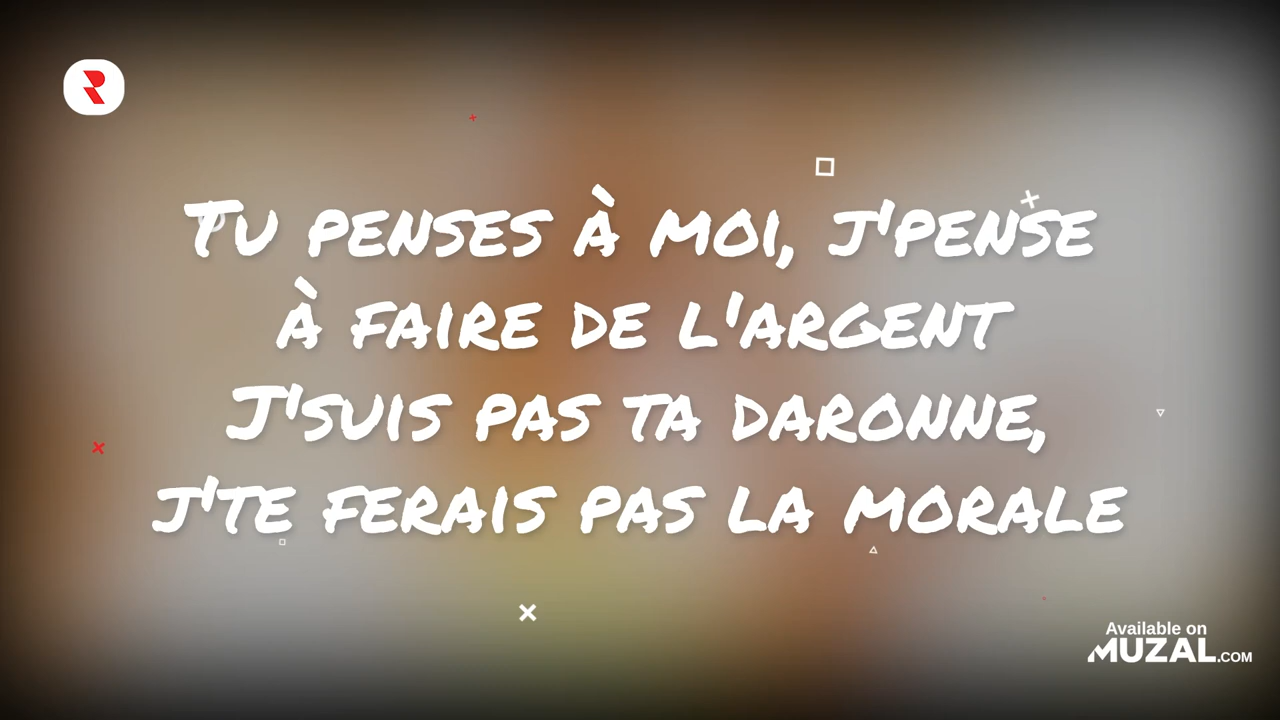 Tu penses à moi, j'pense
à faire de l'argent
J'suis pas ta daronne,
j'te ferais pas la morale
Available on
MUZAL.COM